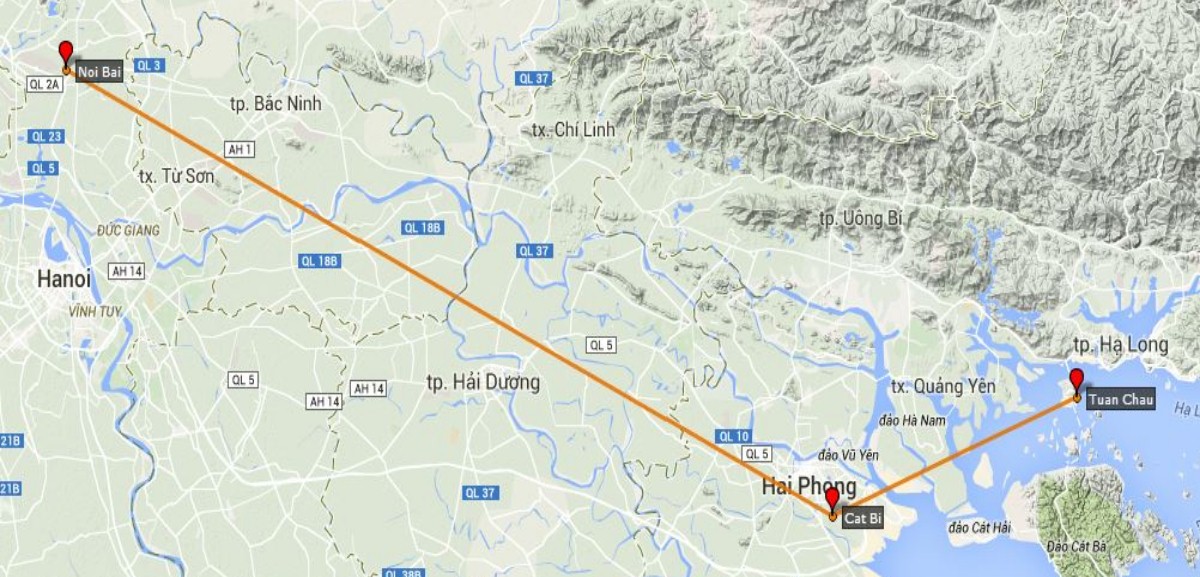 Noi Bai
QL 3
QL 2A
QL 37
tp. Bắc Ninh
tx. Chí Linh
QL 23
AH 1
QL 5
tx. Từ Sơn
tp. Uông Bí
ĐỨC GIANG
QL 18B
QL 37
QL 18B
AH 14
Hanoi
VĨNH TUY
QL 5
tp. Hạ Long
QL 5
AH 14
tp. Hải Dương
AH 14
tx. Quảng Yên
Tuan Chau
Hạ L
đảo Hà Nam
21B
QL 10
QL 5
đảo Vũ Yên
21B
QL 37
Hai Phong
Cat Bi
đảo Cát Hải
Đảo Cát Bà
QL 38B